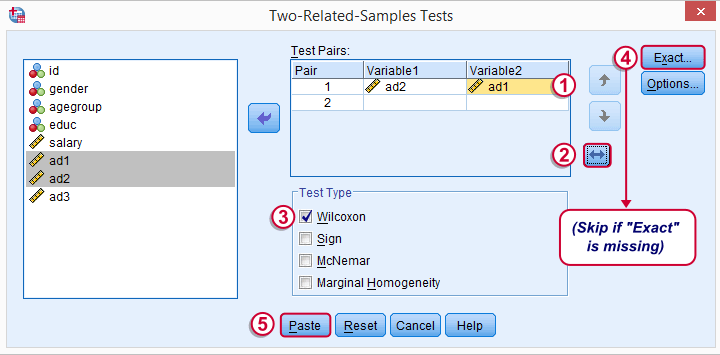 Two-Related-Samples Tests
id
gender
agegroup
educ
salary
ad1
ad2
ad3
Test Pairs:
Pair Variable1 Variable2
1 ad2 ad1 1
2
2
Test Type
3 Wilcoxon
Sign
McNemar
Marginal Homogeneity
4 Exact...
Options...
(Skip if "Exact"
is missing)
5 Paste Reset Cancel Help